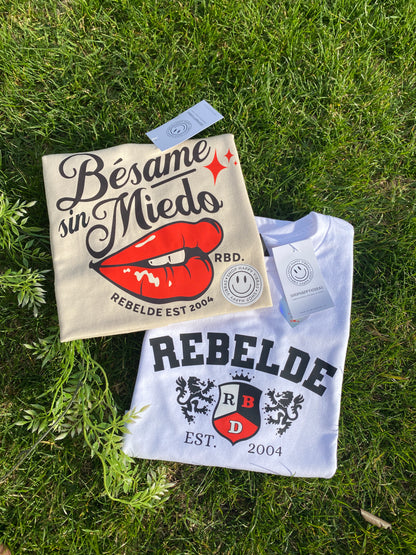 Bésame
sin Miedo
RBD.
REBELDE EST 2004
REBELDE
R B
D
EST. 2004